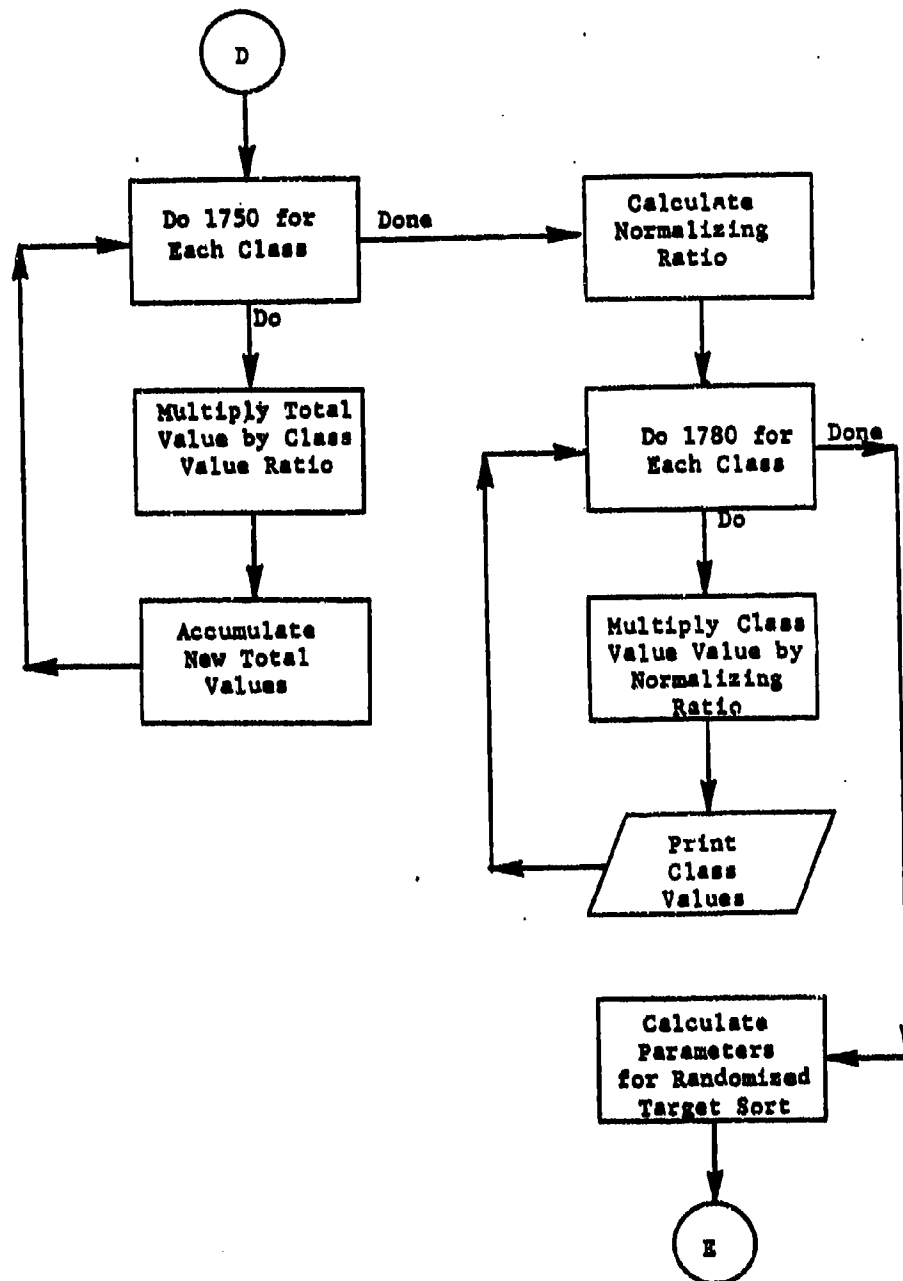 D
Do 1750 for
Each Class
Done
Do
Multiply Total
Value by Class
Value Ratio
Accumulate
New Total
Values
Calculate
Normalizing
Ratio
Do 1780 for
Each Class
Done
Do
Multiply Class
Value Value by
Normalizing
Ratio
Print
Class
Values
Calculate
Parameters
for Randomized
Target Sort
E